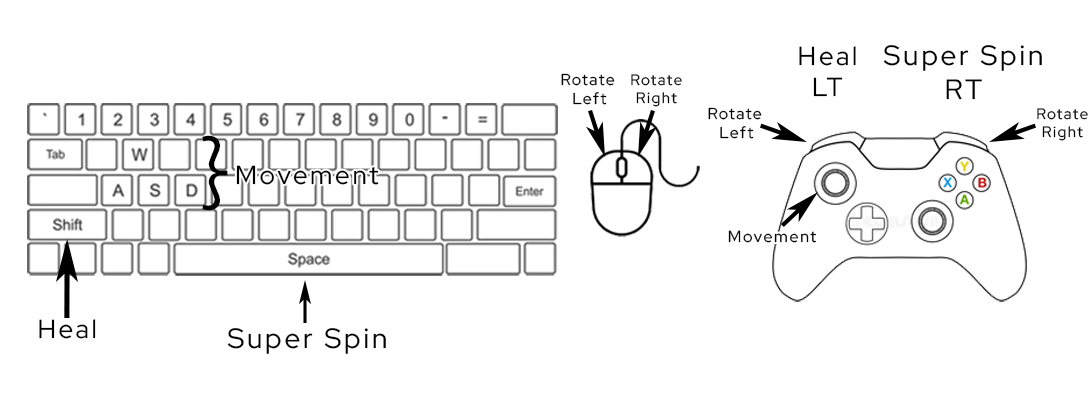 Heal Super Spin
LT RT
Rotate Rotate
Left Right
Rotate
Left
Rotate
Right
` 1 2 3 4 5 6 7 8 9 0 - =
Tab W
Movement
A S D Enter
Shift
Space
Heal
Super Spin
Y
X B
A
Movement